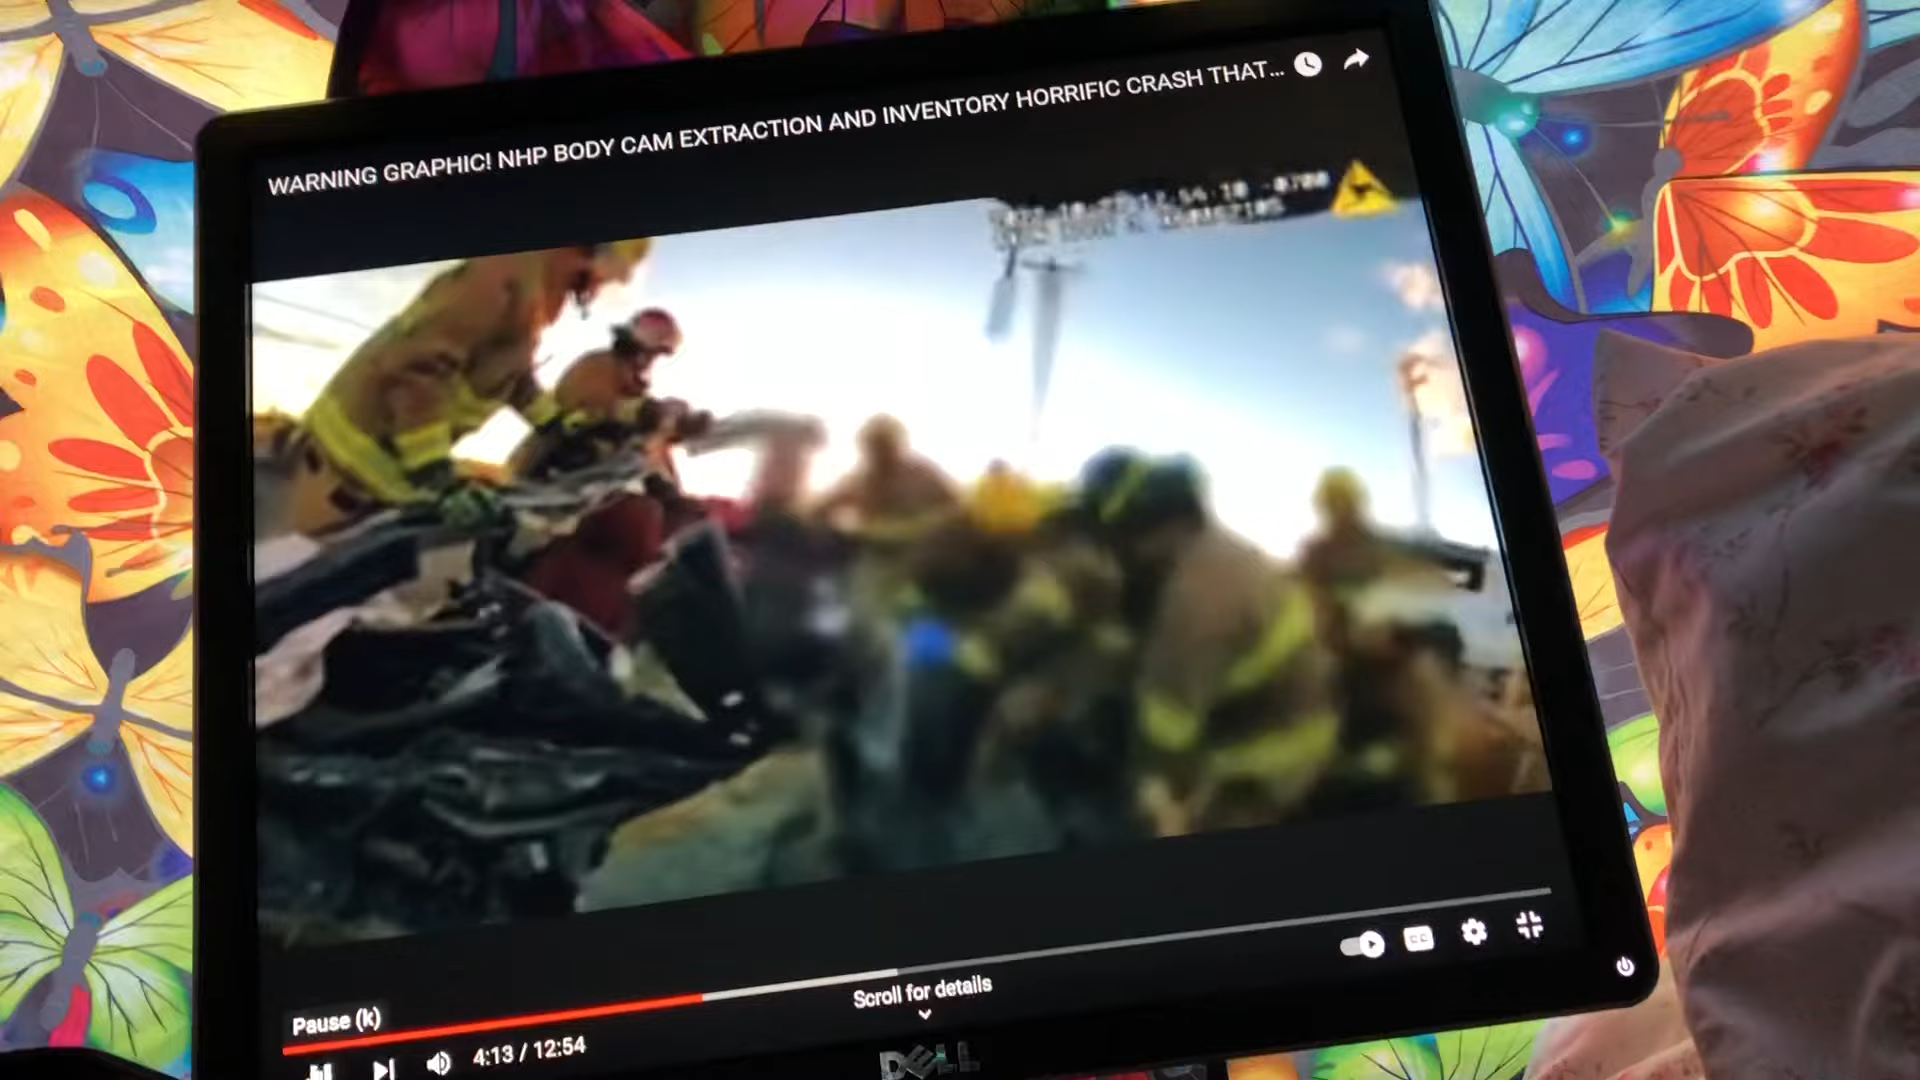 WARNING GRAPHIC! NHP BODY CAM EXTRACTION AND INVENTORY HORRIFIC CRASH THAT...
Pause (k)
Scroll for details
4:13 / 12:54
CC
DELL